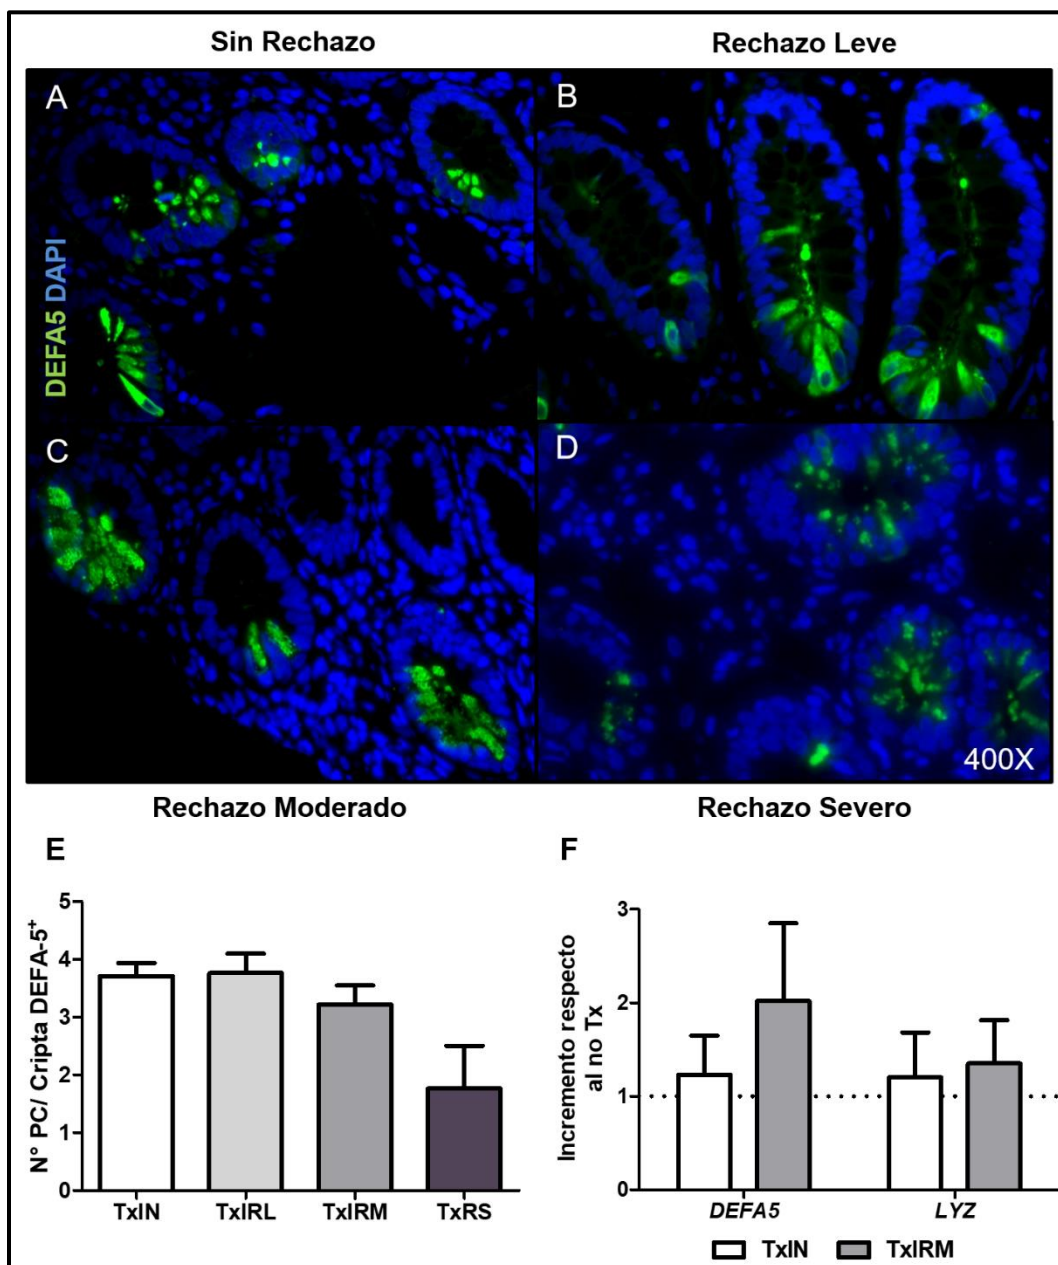 Sin Rechazo
Rechazo Leve
A
B
DEFA5 DAPI
C
D
400X
Rechazo Moderado
Rechazo Severo
E
F
N° PC/ Cripta DEFA-5⁺
5
4
3
2
1
0
TxIN
TxIRL
TxIRM
TxRS
Incremento respecto
al no Tx
3
2
1
0
DEFA5
LYZ
TxIN
TxIRM